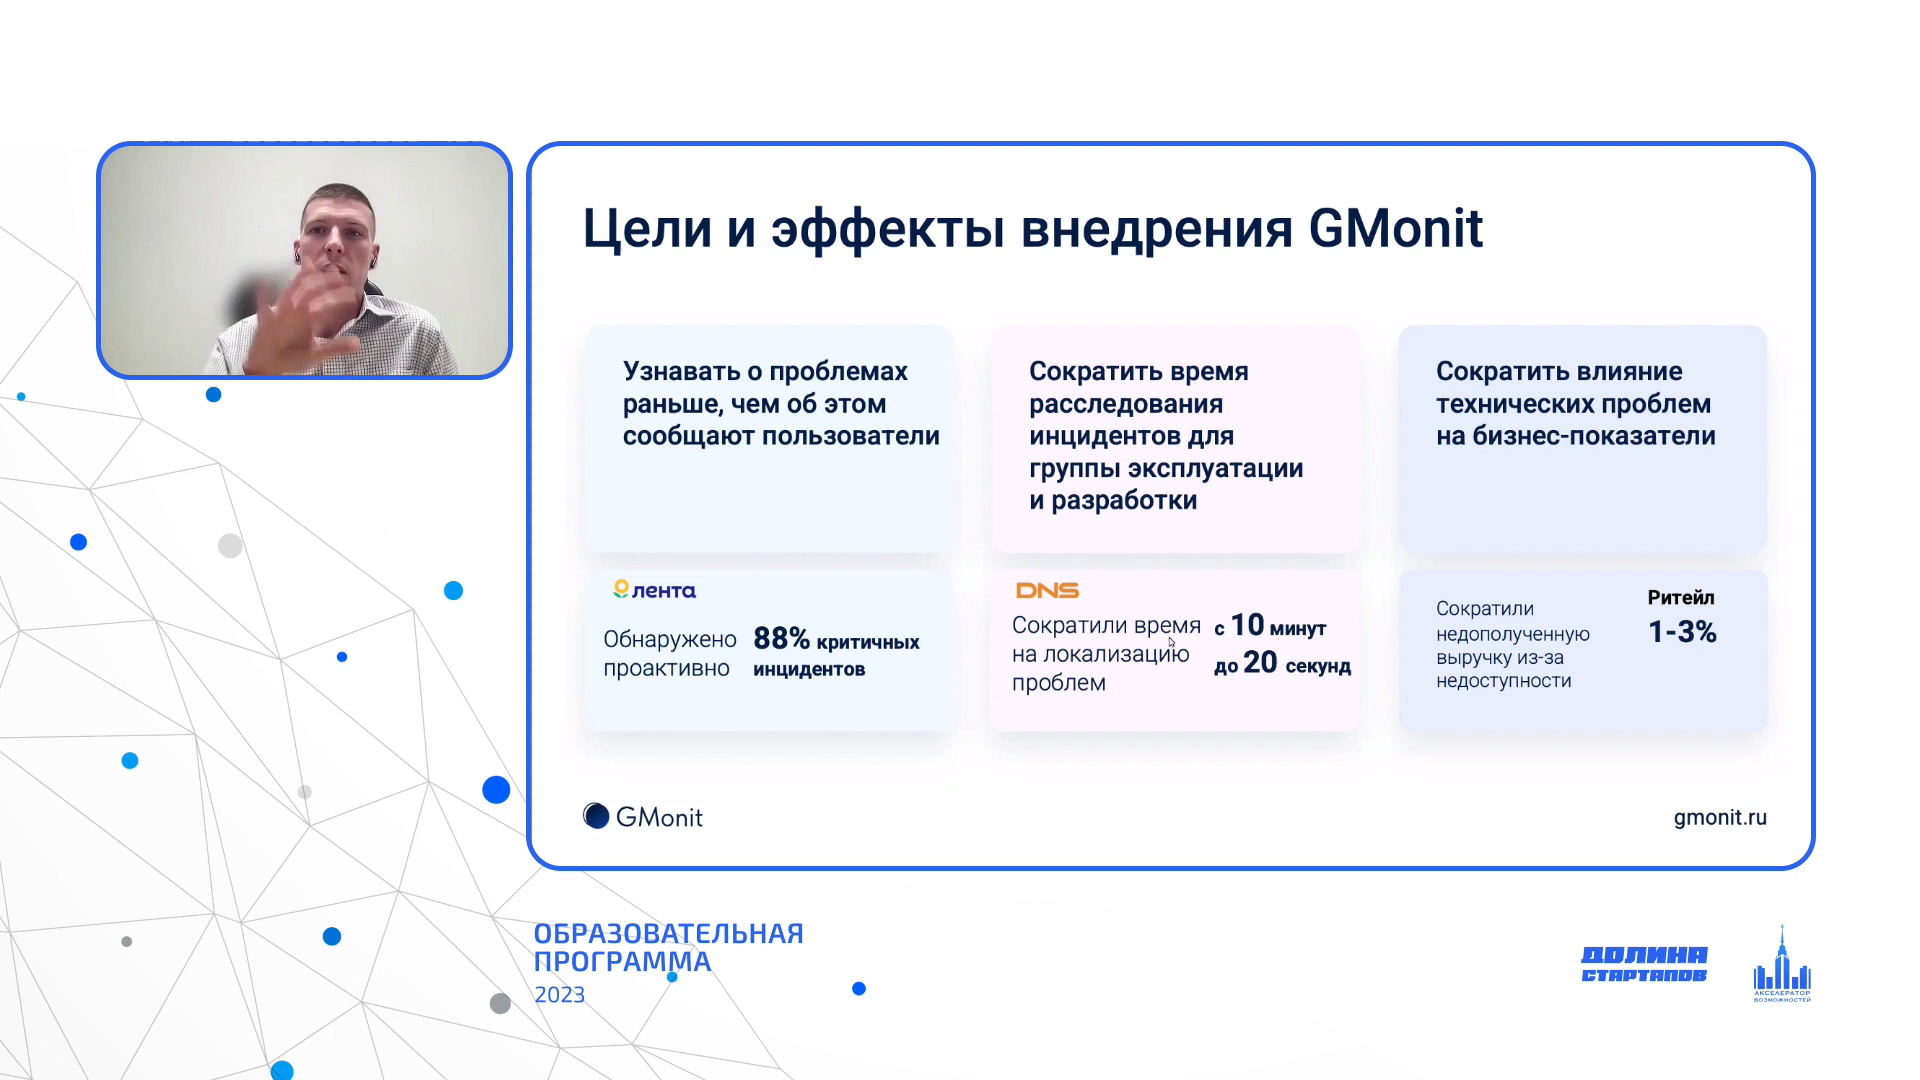 Цели и эффекты внедрения GMonit
Узнавать о проблемах
раньше, чем об этом
сообщают пользователи
Сократить время
расследования
инцидентов для
группы эксплуатации
и разработки
Сократить влияние
технических проблем
на бизнес-показатели
лента
Обнаружено
проактивно
88% критичных
инцидентов
DNS
Сократили время
на локализацию
проблем
с 10 минут
до 20 секунд
Сократили
недополученную
выручку из-за
недоступности
Ритейл
1-3%
GMonit
gmonit.ru
ОБРАЗОВАТЕЛЬНАЯ
ПРОГРАММА
2023
ДОЛИНА
СТАРТАПОВ
АКСЕЛЕРАТОР
ВОЗМОЖНОСТЕЙ